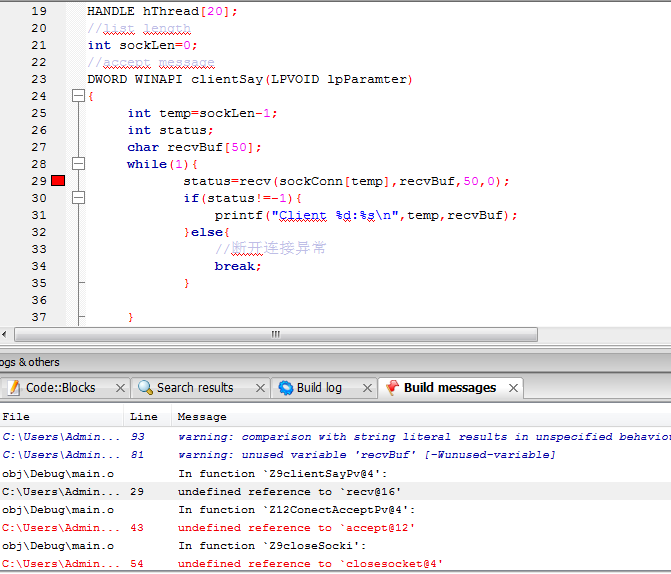 19 HANDLE hThread[20];
20 //list length
21 int sockLen=0;
22 //accept message
23 DWORD WINAPI clientSay(LPVOID lpParamter)
24 {
25 int temp=sockLen-1;
26 int status;
27 char recvBuf[50];
28 while(1){
29 status=recv(sockConn[temp],recvBuf,50,0);
30 if(status!=-1){
31 printf("Client %d:%s\n",temp,recvBuf);
32 }else{
33 //断开连接异常
34 break;
35 }
36
37 }
ogs & others
Code::Blocks Search results Build log Build messages
File Line Message
C:\Users\Admin... 93 warning: comparison with string literal results in unspecified behavio
C:\Users\Admin... 81 warning: unused variable 'recvBuf' [-Wunused-variable]
obj\Debug\main.o In function `Z9clientSayPv@4':
C:\Users\Admin... 29 undefined reference to `recv@16'
obj\Debug\main.o In function `Z12ConectAcceptPv@4':
C:\Users\Admin... 43 undefined reference to `accept@12'
obj\Debug\main.o In function `Z9closeSocki':
C:\Users\Admin... 54 undefined reference to `closesocket@4'